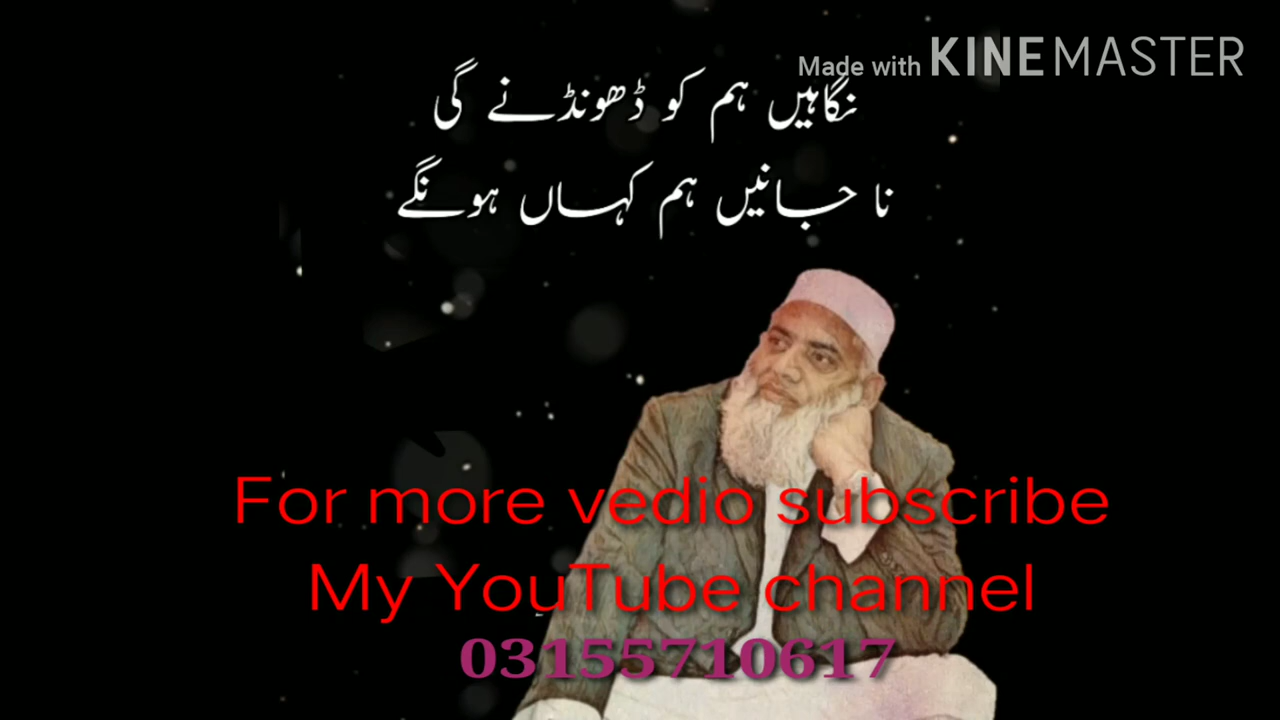 Made with KINEMASTER
نگاہیں ہم کو ڈھونڈنے گی
نا جانیں ہم کہاں ہونگے
For more vedio subscribe
My YouTube channel
03155710617